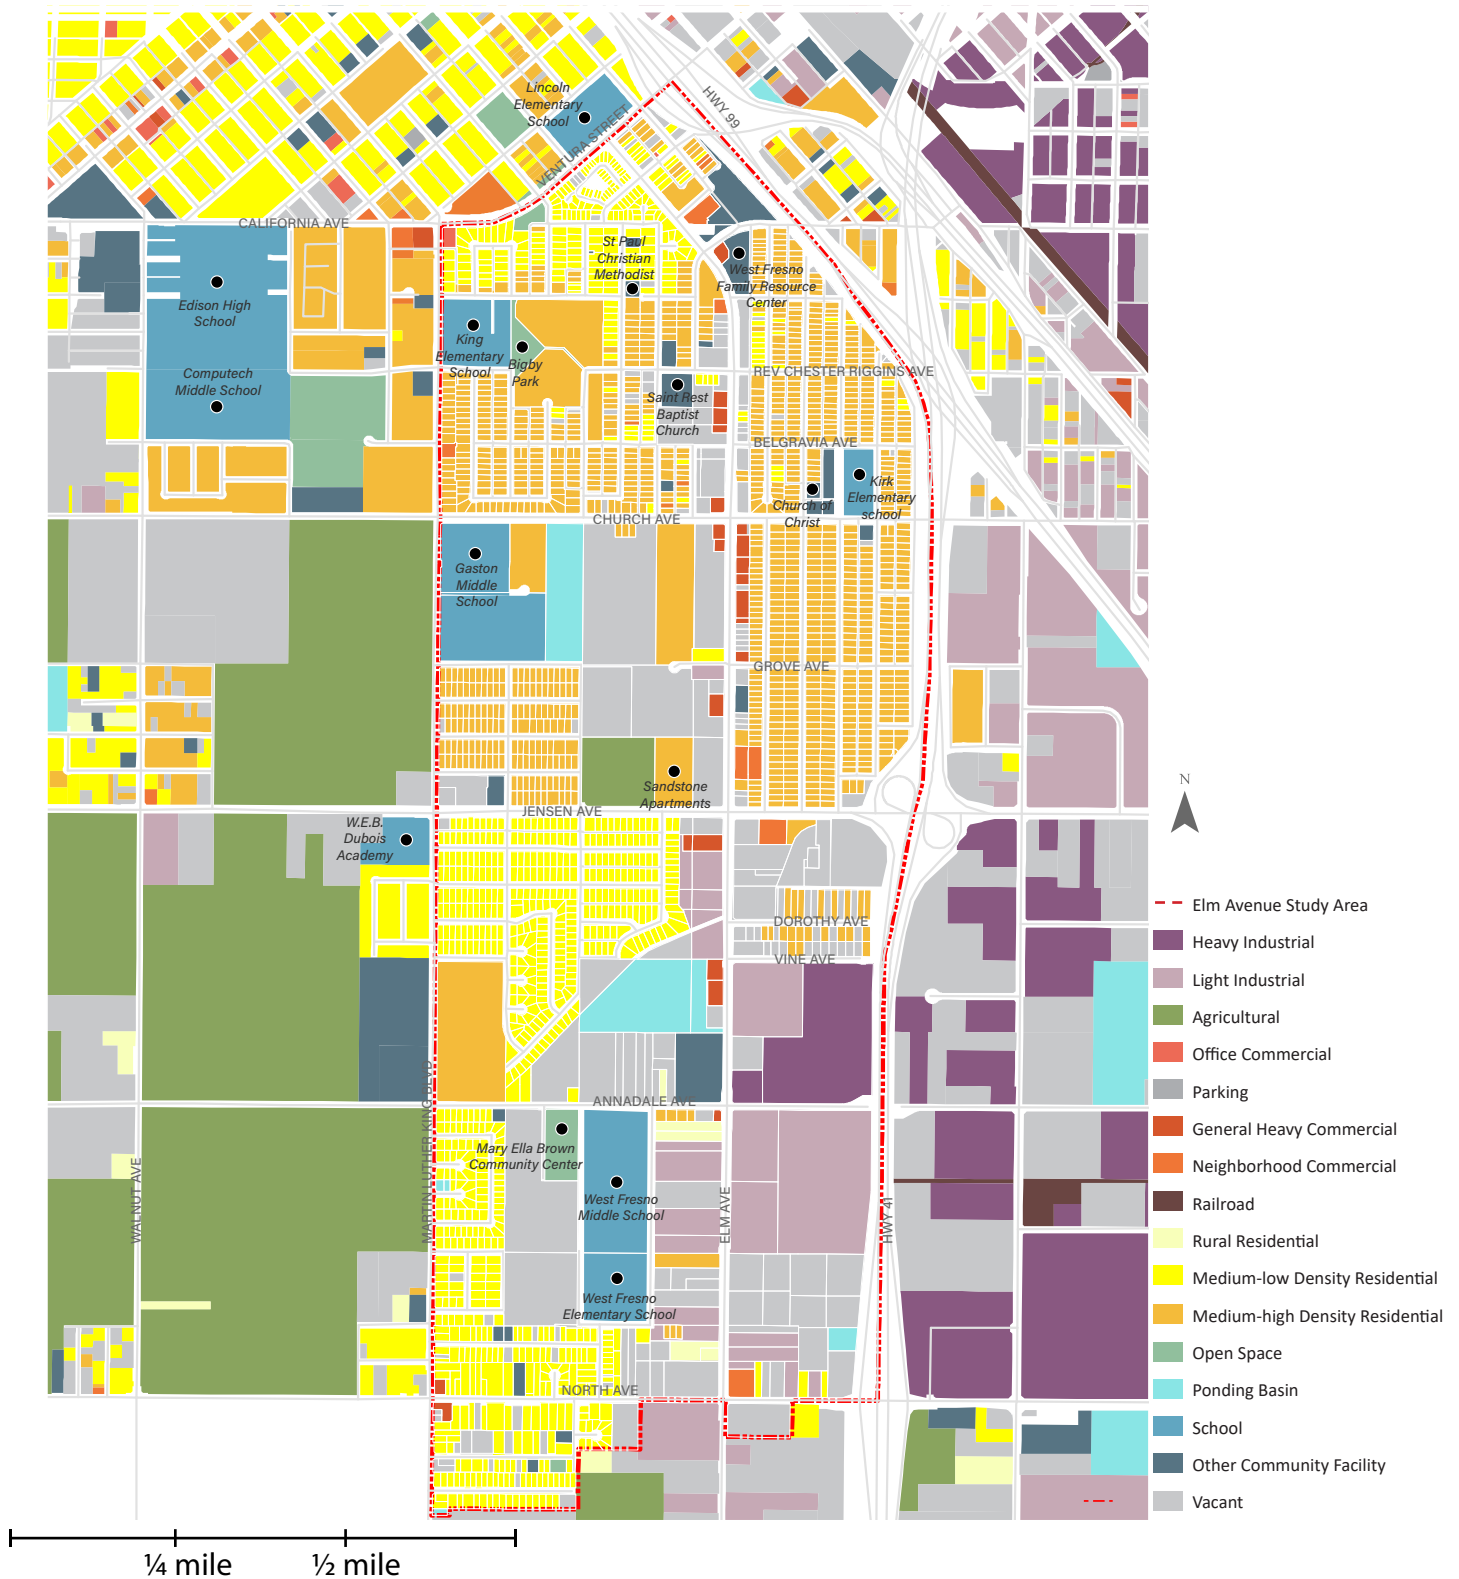 Lincoln
Elementary
School
HWY 99
VENTURA STREET
CALIFORNIA AVE
St Paul
Christian
Methodist
West Fresno
Family Resource
Center
Edison High
School
King
Elementary
School
Bigby
Park
Computech
Middle School
REV CHESTER RIGGINS AVE
Saint Rest
Baptist
Church
BELGRAVIA AVE
Kirk
Elementary
school
Church of
Christ
CHURCH AVE
Gaston
Middle
School
GROVE AVE
Sandstone
Apartments
JENSEN AVE
W.E.B.
Dubois
Academy
DOROTHY AVE
VINE AVE
ANNADALE AVE
MARTIN LUTHER KING BLVD
Mary Ella Brown
Community Center
WALNUT AVE
West Fresno
Middle School
ELM AVE
HWY 41
West Fresno
Elementary School
NORTH AVE
N
Elm Avenue Study Area
Heavy Industrial
Light Industrial
Agricultural
Office Commercial
Parking
General Heavy Commercial
Neighborhood Commercial
Railroad
Rural Residential
Medium-low Density Residential
Medium-high Density Residential
Open Space
Ponding Basin
School
Other Community Facility
Vacant
¼ mile
½ mile